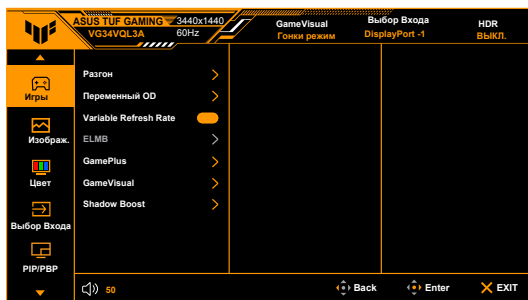 ASUS TUF GAMING 3440x1440
VG34VQL3A 60Hz
GameVisual
Гонки режим
Выбор Входа
DisplayPort -1
HDR
ВЫКЛ.
Игры
Изображ.
Цвет
Выбор Входа
PIP/PBP
Разгон
Переменный OD
Variable Refresh Rate
ELMB
GamePlus
GameVisual
Shadow Boost
50
Back
Enter
EXIT